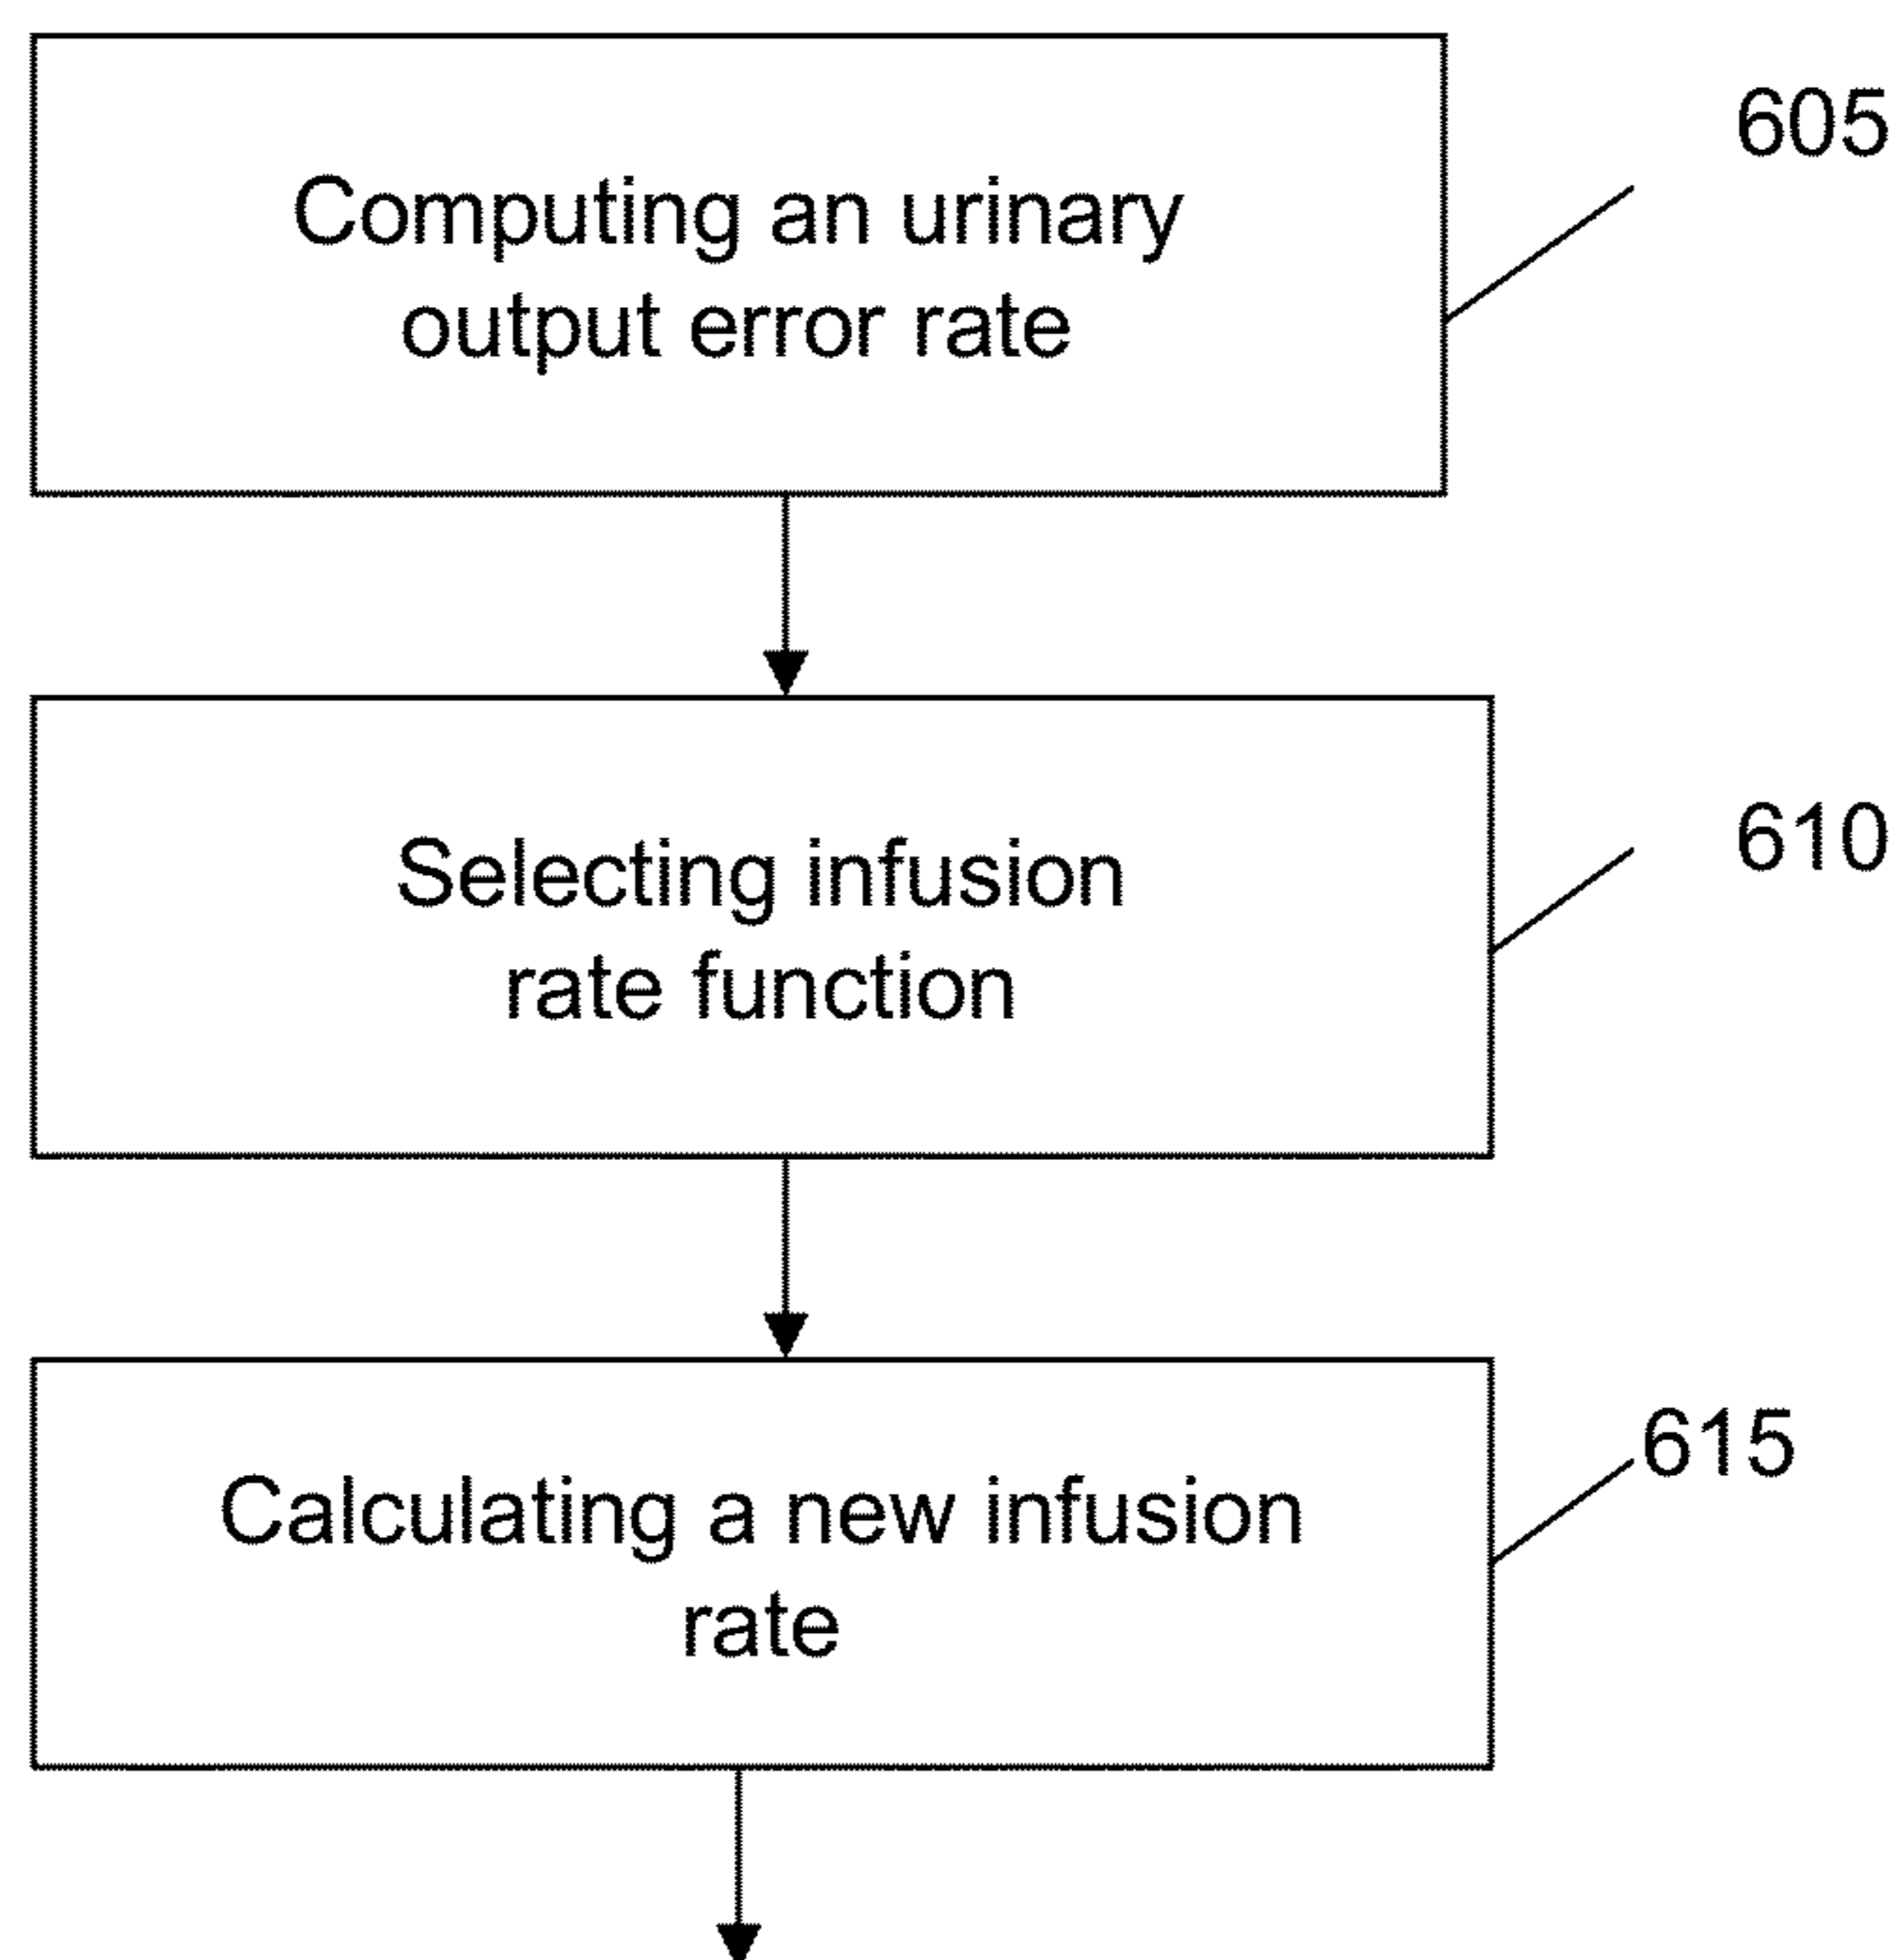 605
Computing an urinary
output error rate
610
Selecting infusion
rate function
615
Calculating a new infusion
rate